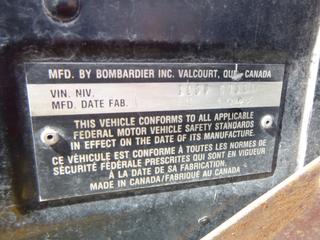 MFD. BY BOMBARDIER INC. VALCOURT, QUE. CANADA
VIN. NIV.
MFD. DATE FAB.
THIS VEHICLE CONFORMS TO ALL APPLICABLE
FEDERAL MOTOR VEHICLE SAFETY STANDARDS
IN EFFECT ON THE DATE OF ITS MANUFACTURE.
CE VÉHICULE EST CONFORME À TOUTES LES NORMES DE
SÉCURITÉ FÉDÉRALE PRESCRITES QUI SONT EN VIGUEUR
À LA DATE DE SA FABRICATION.
MADE IN CANADA/FABRIQUÉ AU CANADA